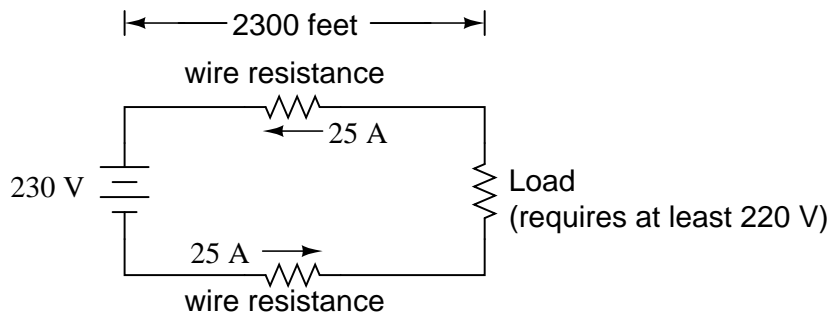 2300 feet
wire resistance
25 A
230 V
Load
(requires at least 220 V)
25 A
wire resistance